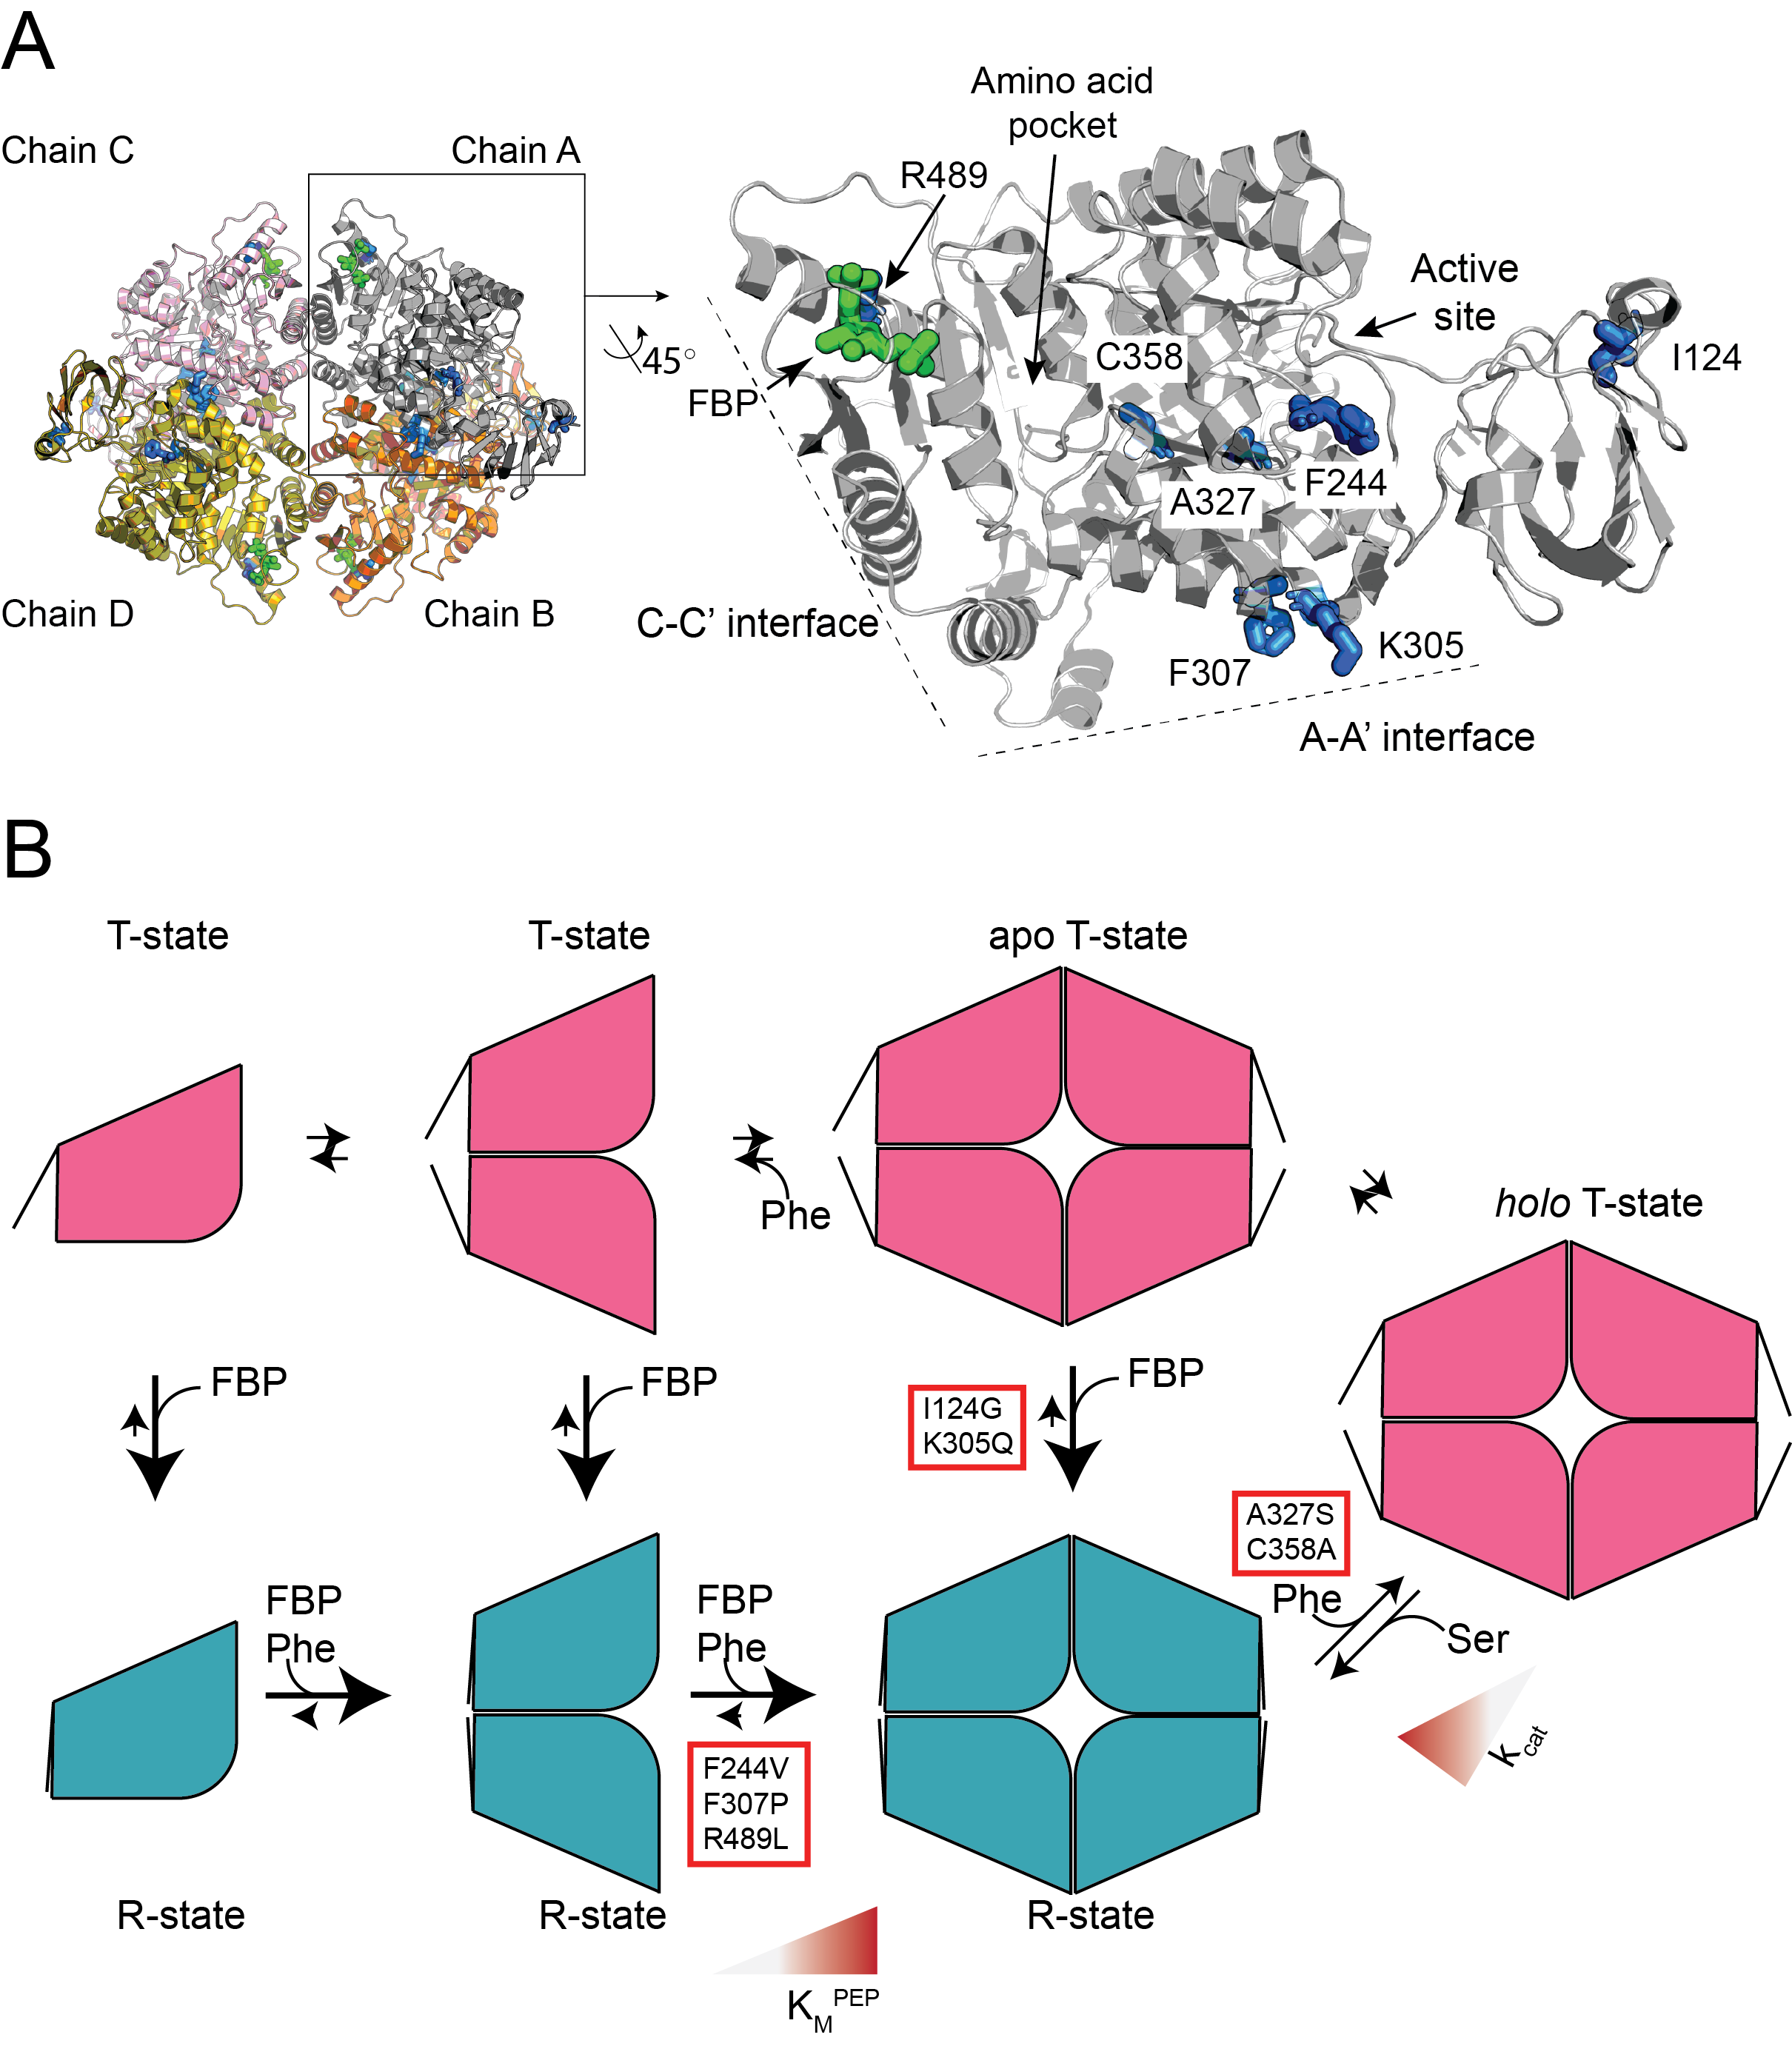 A
Chain C
Chain A
Chain D
Chain B
45°
Amino acid
pocket
R489
FBP
C358
Active
site
I124
A327
F244
C-C’ interface
F307
K305
A-A’ interface
B
T-state
T-state
apo T-state
holo T-state
Phe
FBP
FBP
FBP
I124G
K305Q
A327S
C358A
Phe
Ser
FBP
Phe
FBP
Phe
F244V
F307P
R489L
kcat
R-state
R-state
R-state
KM PEP